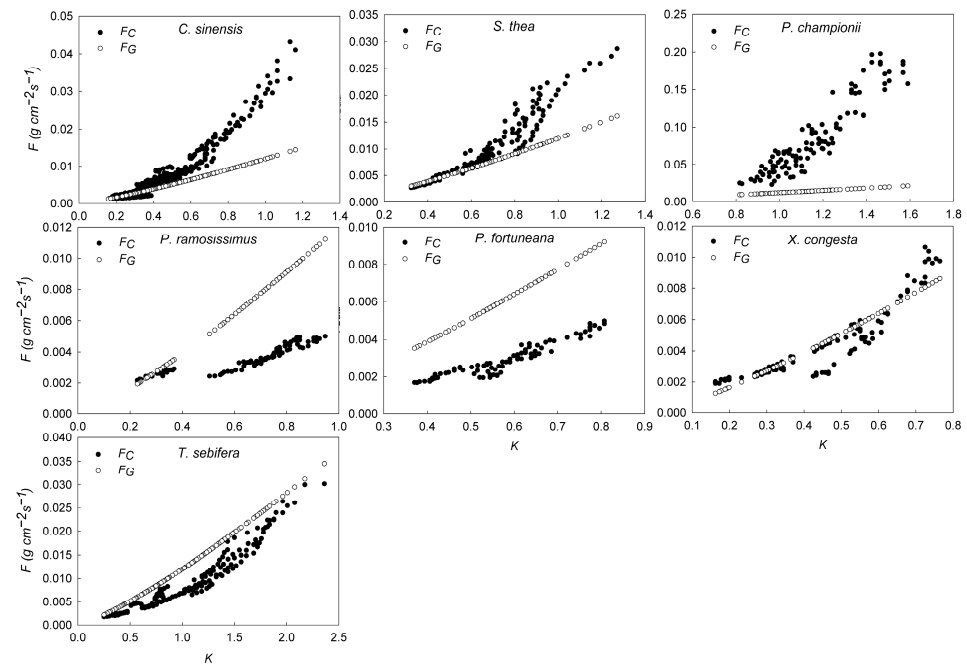 C. sinensis
FC
FG
0.05
0.04
0.03
0.02
0.01
0.00
F (g cm−2s−1)
0.0 0.2 0.4 0.6 0.8 1.0 1.2 1.4
S. thea
FC
FG
0.035
0.030
0.025
0.020
0.015
0.010
0.005
0.000
0.2 0.4 0.6 0.8 1.0 1.2 1.4
P. championii
FC
FG
0.25
0.20
0.15
0.10
0.05
0.00
0.6 0.8 1.0 1.2 1.4 1.6 1.8
P. ramosissimus
FC
FG
0.012
0.010
0.008
0.006
0.004
0.002
0.000
F (g cm−2s−1)
0.0 0.2 0.4 0.6 0.8 1.0
P. fortuneana
FC
FG
0.010
0.008
0.006
0.004
0.002
0.000
0.3 0.4 0.5 0.6 0.7 0.8 0.9
K
X. congesta
FC
FG
0.012
0.010
0.008
0.006
0.004
0.002
0.000
0.1 0.2 0.3 0.4 0.5 0.6 0.7 0.8
K
T. sebifera
FC
FG
0.040
0.035
0.030
0.025
0.020
0.015
0.010
0.005
0.000
F (g cm−2s−1)
0.0 0.5 1.0 1.5 2.0 2.5
K